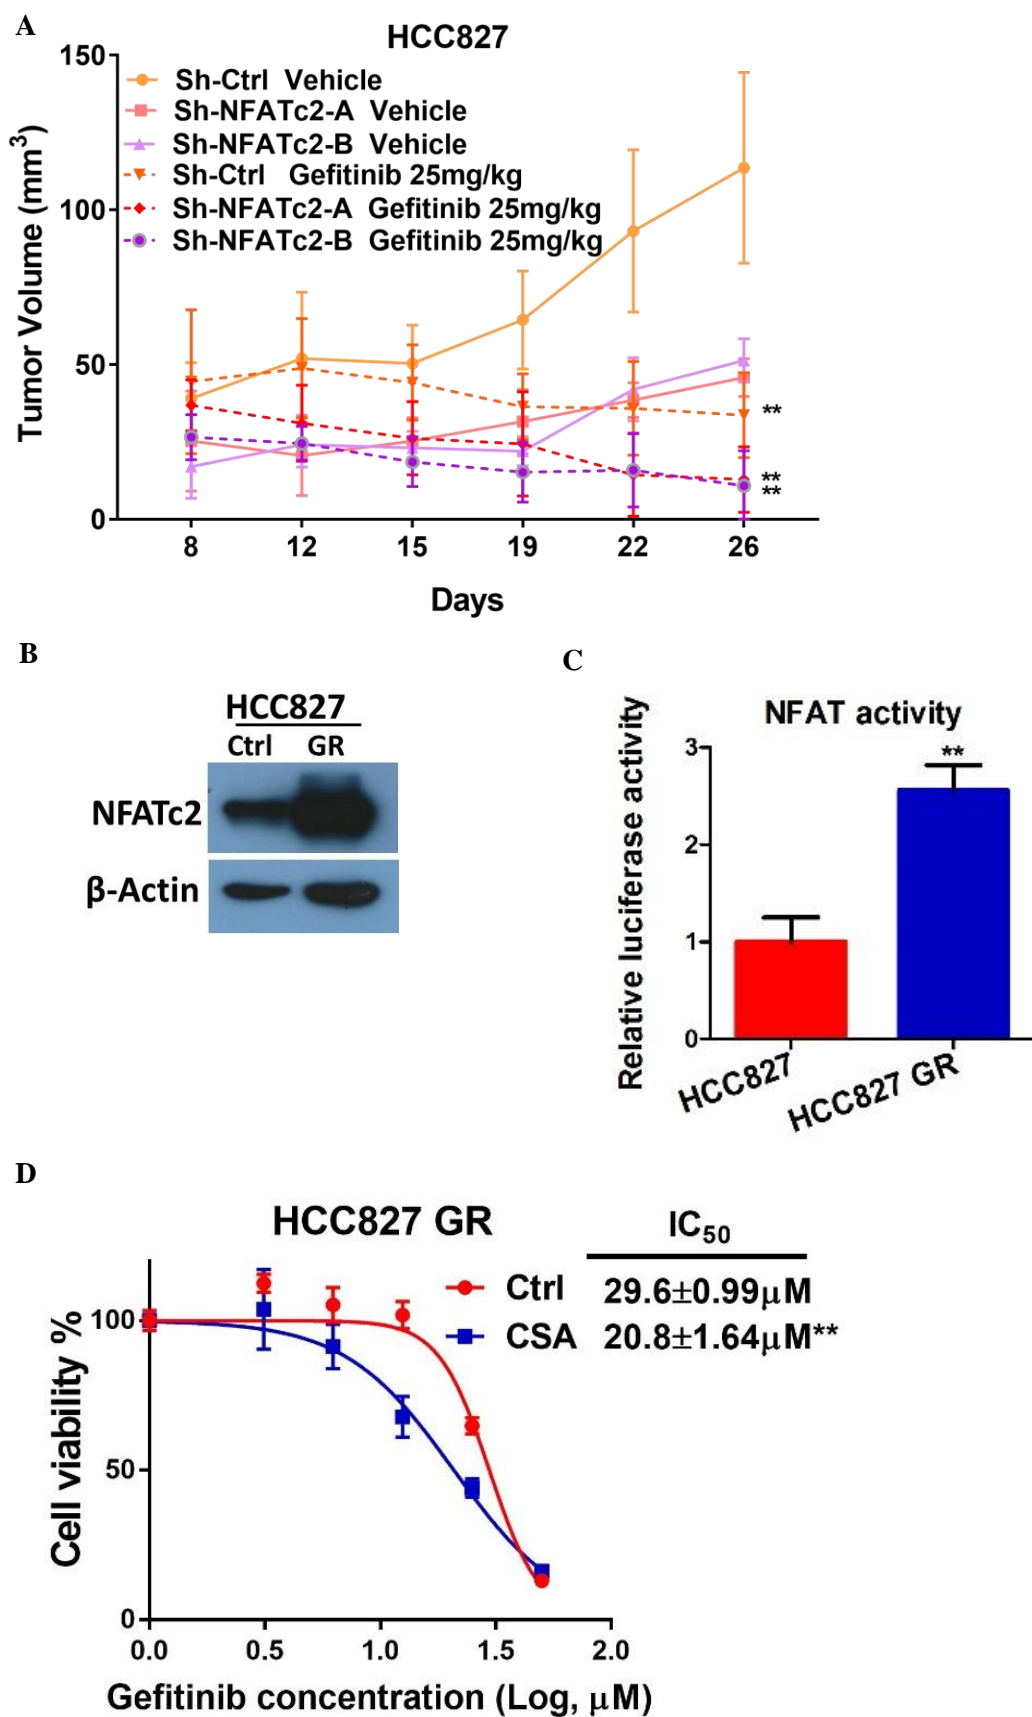 A
HCC827
150
100
50
0
Tumor Volume (mm³)
Sh-Ctrl Vehicle
Sh-NFATc2-A Vehicle
Sh-NFATc2-B Vehicle
Sh-Ctrl Gefitinib 25mg/kg
Sh-NFATc2-A Gefitinib 25mg/kg
Sh-NFATc2-B Gefitinib 25mg/kg
**
**
**
8 12 15 19 22 26
Days
B
HCC827
Ctrl GR
NFATc2
β-Actin
C
NFAT activity
Relative luciferase activity
3
2
1
0
**
HCC827
HCC827 GR
D
HCC827 GR
IC₅₀
Ctrl 29.6±0.99μM
CSA 20.8±1.64μM**
Cell viability %
100
50
0
0.0 0.5 1.0 1.5 2.0
Gefitinib concentration (Log, μM)